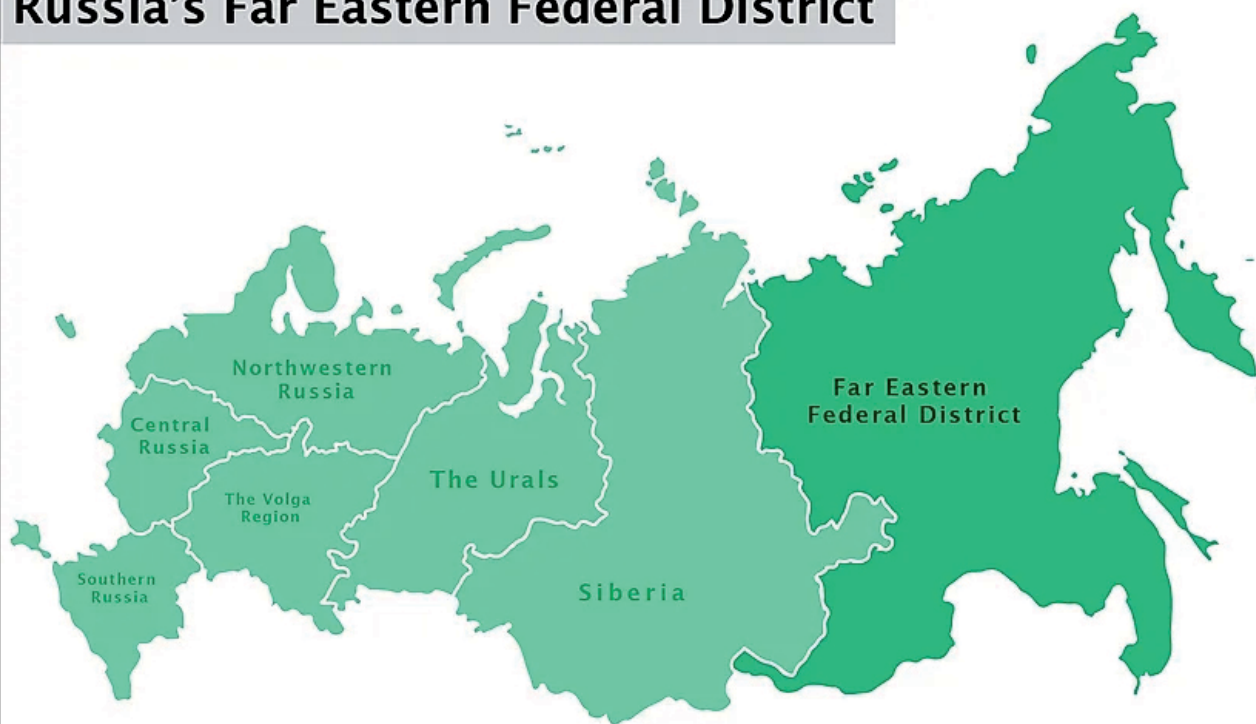 Russia's Far Eastern Federal District
Northwestern
Russia
Far Eastern
Federal District
Central
Russia
The Urals
The Volga
Region
Southern
Russia
Siberia